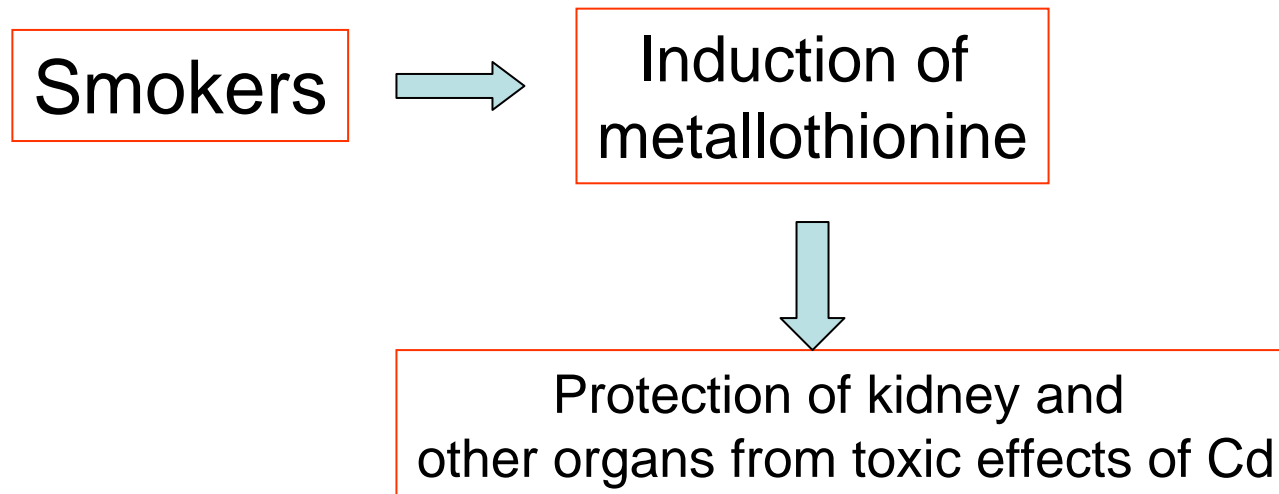 Smokers
Induction of
metallothionine
Protection of kidney and
other organs from toxic effects of Cd